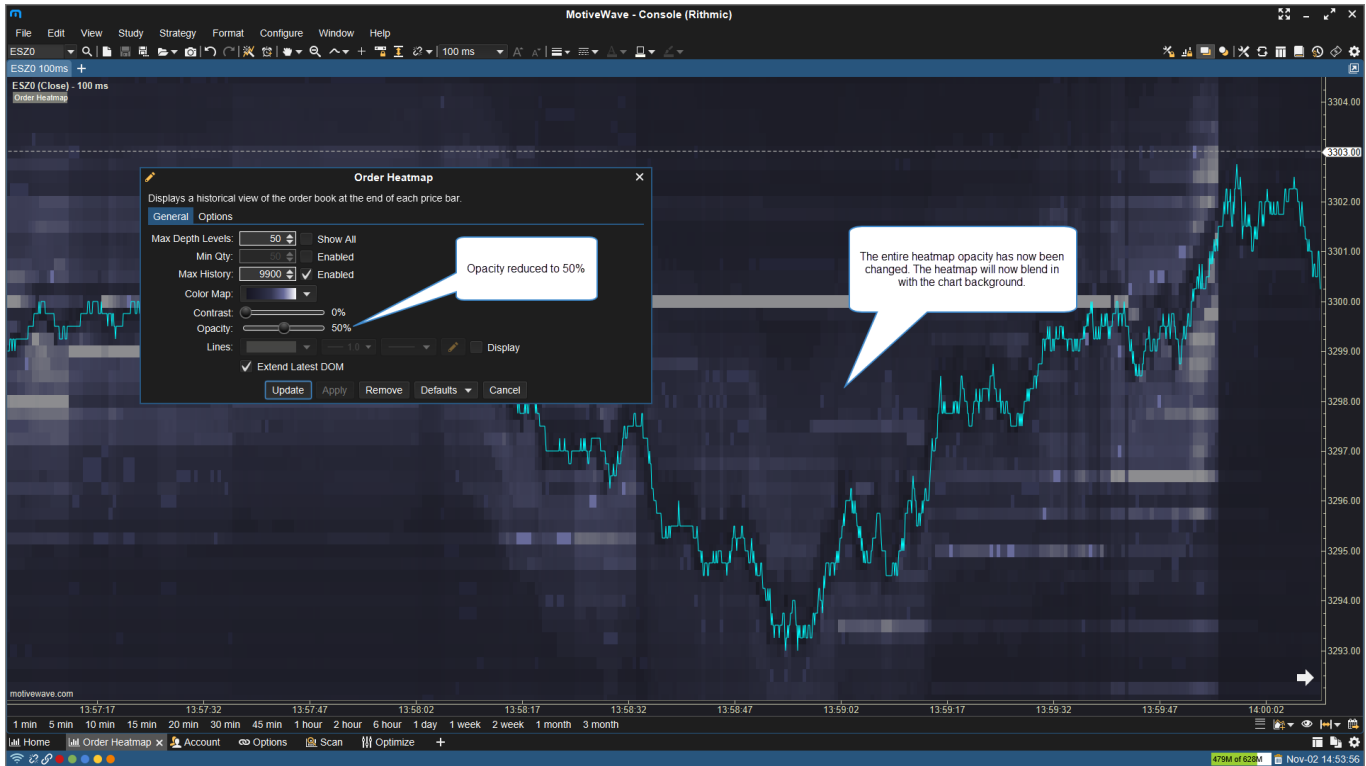 MotiveWave - Console (Rithmic)
File Edit View Study Strategy Format Configure Window Help
ESZ0 100 ms
ESZ0 100ms +
ESZ0 (Close) - 100 ms
Order Heatmap
3304.00
3303.00
3302.00
3301.00
3300.00
3299.00
3298.00
3297.00
3296.00
3295.00
3294.00
3293.00
Order Heatmap
Displays a historical view of the order book at the end of each price bar.
General Options
Max Depth Levels: 50 Show All
Min Qty: 50 Enabled
Max History: 9900 Enabled
Color Map:
Contrast: 0%
Opacity: 50%
Lines: 1.0 Display
Extend Latest DOM
Update Apply Remove Defaults Cancel
Opacity reduced to 50%
The entire heatmap opacity has now been
changed. The heatmap will now blend in
with the chart background.
motivewave.com
13:57:17 13:57:32 13:57:47 13:58:02 13:58:17 13:58:32 13:58:47 13:59:02 13:59:17 13:59:32 13:59:47 14:00:02
1 min 5 min 10 min 15 min 20 min 30 min 45 min 1 hour 2 hour 6 hour 1 day 1 week 2 week 1 month 3 month
Home Order Heatmap Account Options Scan Optimize +
479M of 628M Nov-02 14:53:56